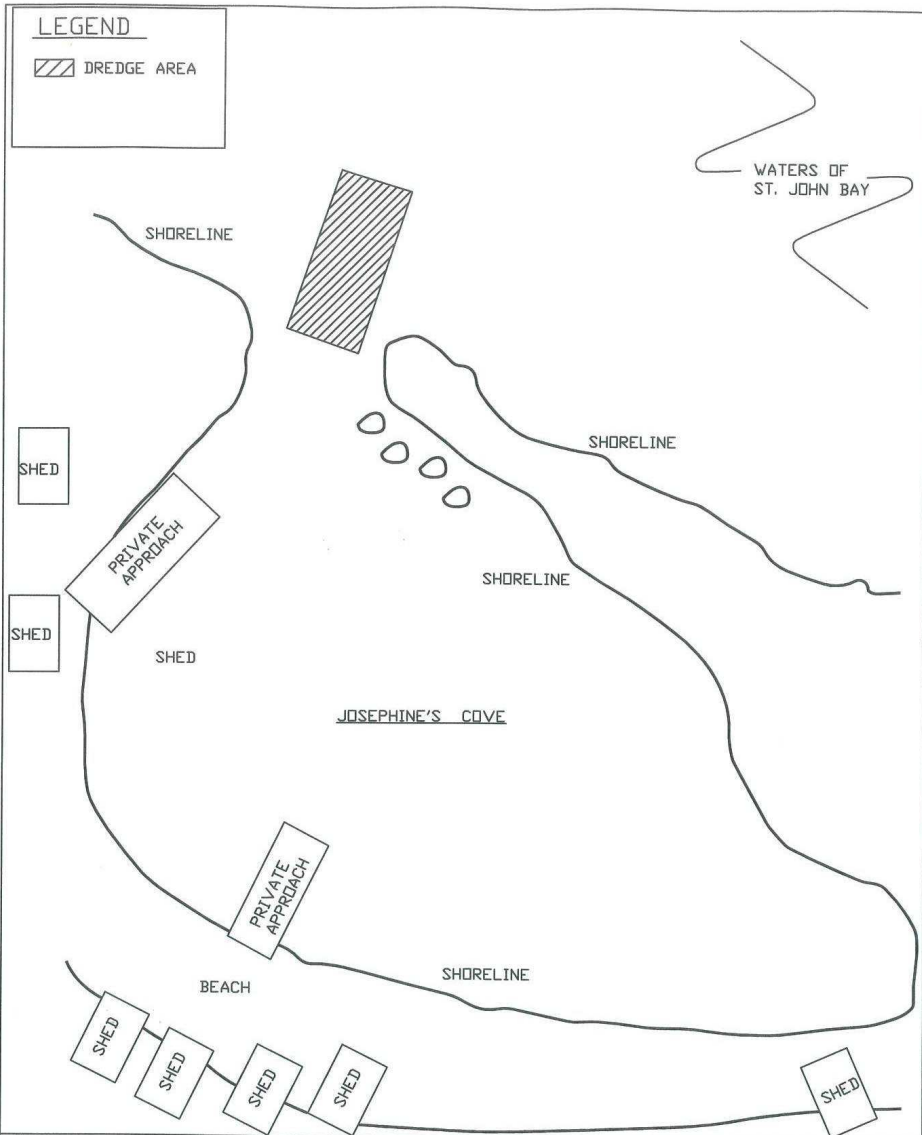 LEGEND
DREDGE AREA
WATERS OF
ST. JOHN BAY
SHORELINE
SHORELINE
SHED
PRIVATE
APPROACH
SHORELINE
SHED
SHED
JOSEPHINE'S COVE
PRIVATE
APPROACH
SHORELINE
BEACH
SHED
SHED
SHED
SHED
SHED